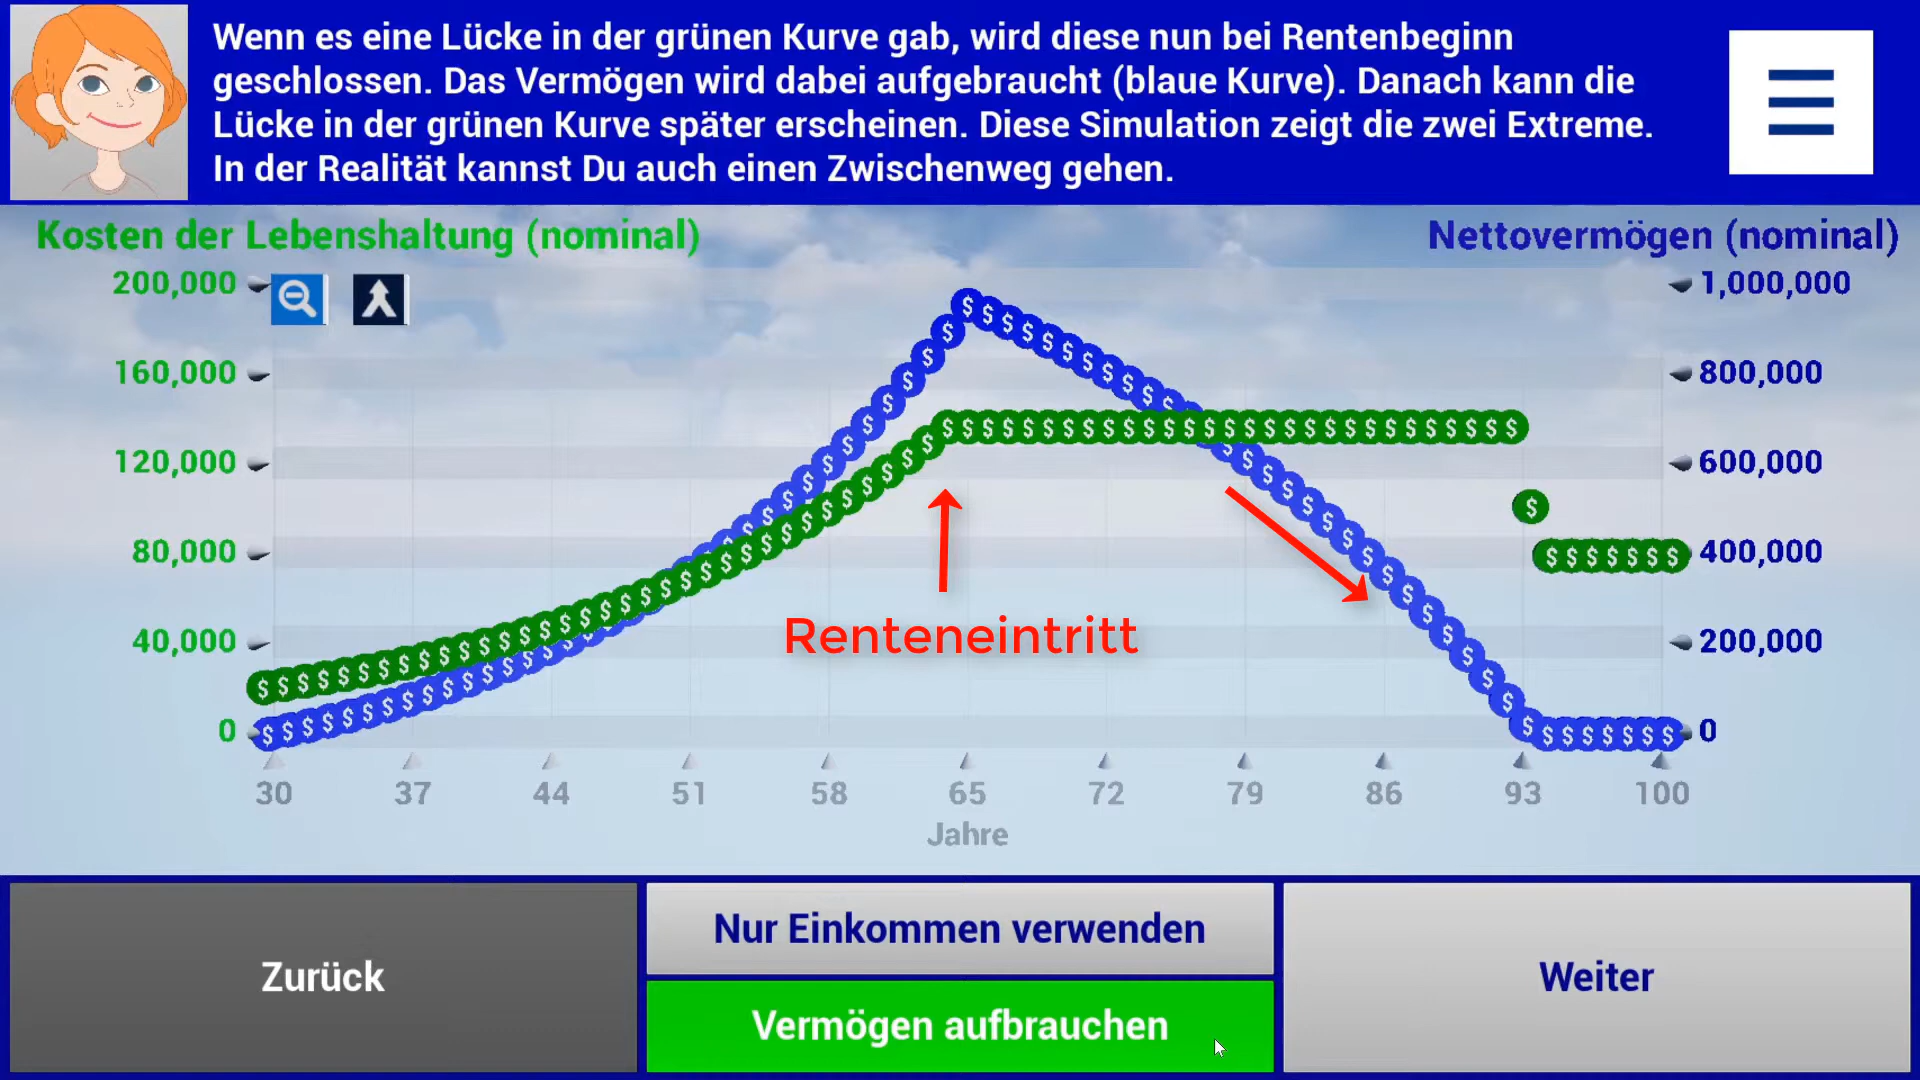 Wenn es eine Lücke in der grünen Kurve gab, wird diese nun bei Rentenbeginn
geschlossen. Das Vermögen wird dabei aufgebraucht (blaue Kurve). Danach kann die
Lücke in der grünen Kurve später erscheinen. Diese Simulation zeigt die zwei Extreme.
In der Realität kannst Du auch einen Zwischenweg gehen.
Kosten der Lebenshaltung (nominal)
Nettovermögen (nominal)
200,000
160,000
120,000
80,000
40,000
0
1,000,000
800,000
600,000
400,000
200,000
0
Renteneintritt
30 37 44 51 58 65 72 79 86 93 100
Jahre
Zurück
Nur Einkommen verwenden
Vermögen aufbrauchen
Weiter